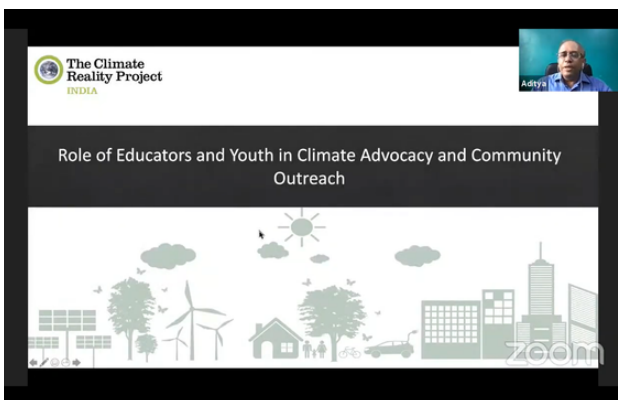 The Climate
Reality Project
INDIA
Aditya
Role of Educators and Youth in Climate Advocacy and Community
Outreach
zoom